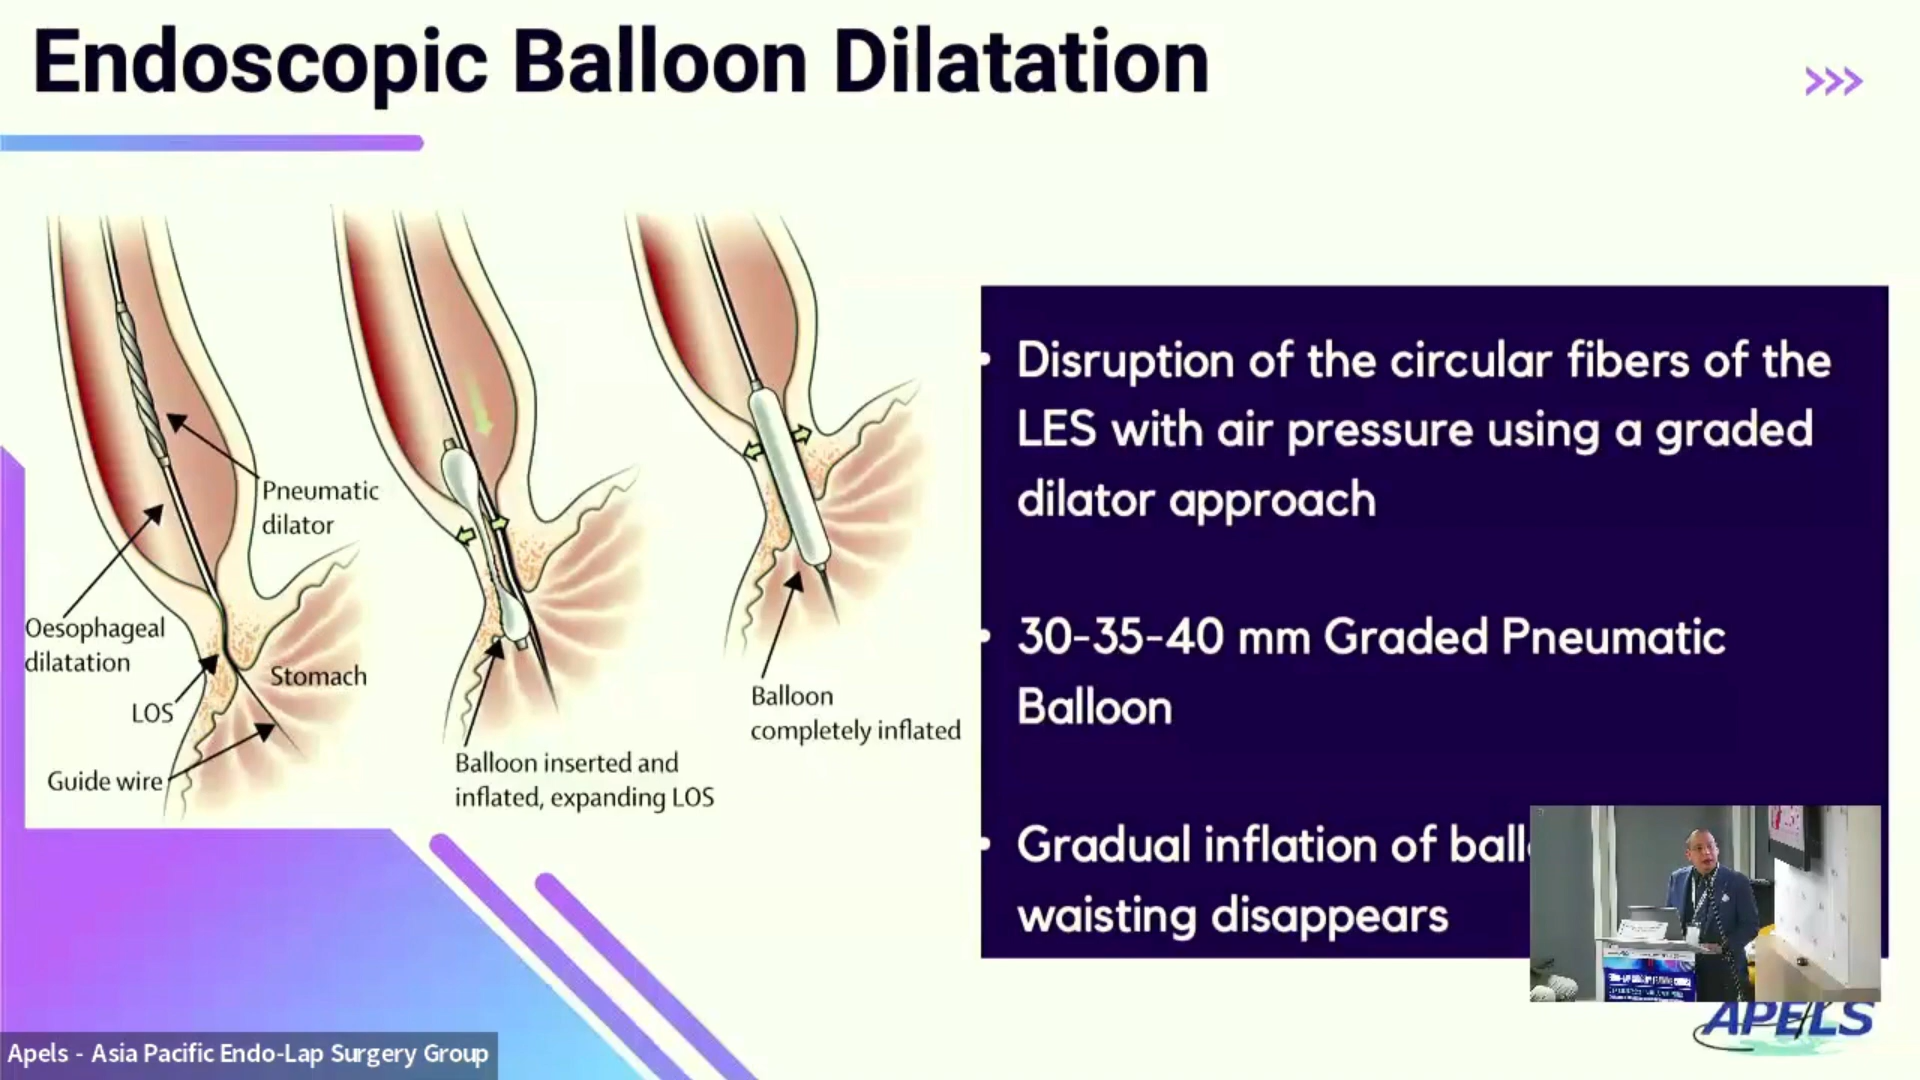 Endoscopic Balloon Dilatation
Pneumatic
dilator
Oesophageal
dilatation
LOS
Stomach
Guide wire
Balloon inserted and
inflated, expanding LOS
Balloon
completely inflated
• Disruption of the circular fibers of the
LES with air pressure using a graded
dilator approach
• 30-35-40 mm Graded Pneumatic
Balloon
• Gradual inflation of
waisting disappears
APELS
Apels - Asia Pacific Endo-Lap Surgery Group